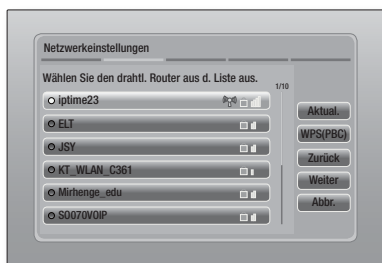 Netzwerkeinstellungen
Wählen Sie den drahtl. Router aus d. Liste aus.
1/10
iptime23
ELT
JSY
KT_WLAN_C361
Mirhenge_edu
SO070VOIP
Aktual.
WPS(PBC)
Zurück
Weiter
Abbr.